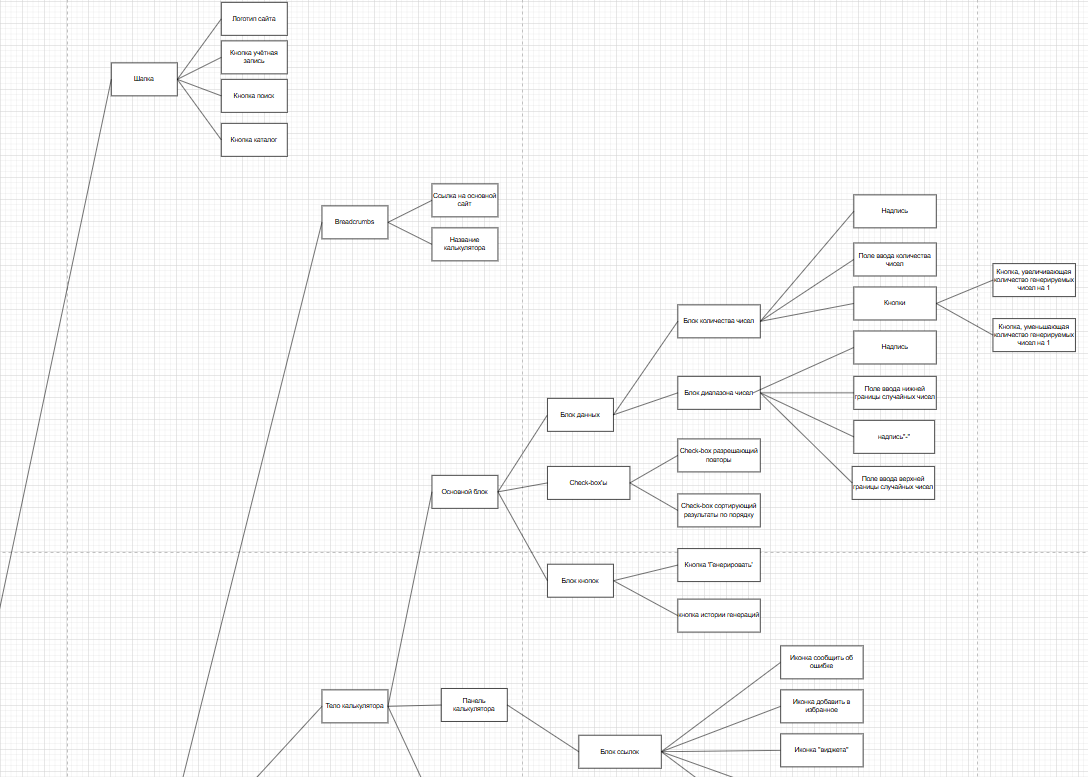 Логотип сайта
Кнопка учётная
запись
Шапка
Кнопка поиск
Кнопка каталог
Breadcrumbs
Ссылка на основной
сайт
Название
калькулятора
Основной блок
Блок данных
Блок количества чисел
Надпись
Поле ввода количества
чисел
Кнопки
Кнопка, увеличивающая
количество генерируемых
чисел на 1
Кнопка, уменьшающая
количество генерируемых
чисел на 1
Блок диапазона чисел
Надпись
Поле ввода нижней
границы случайных чисел
надпись"-"
Поле ввода верхней
границы случайных чисел
Check-box'ы
Check-box разрешающий
повторы
Check-box сортирующий
результаты по порядку
Блок кнопок
Кнопка 'Генерировать'
кнопка истории генераций
Тело калькулятора
Панель
калькулятора
Блок ссылок
Иконка сообщить об
ошибке
Иконка добавить в
избранное
Иконка "виджета"